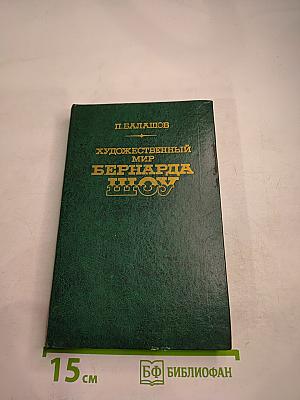 П. БАЛАШОВ
ХУДОЖЕСТВЕННЫЙ
МИР
БЕРНАРДА
ШОУ
15 см
БФ БИБЛИОФАН